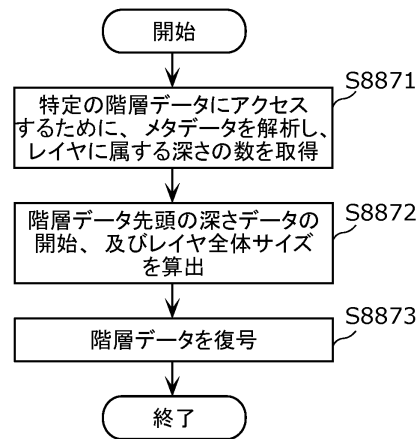 開始
S8871
特定の階層データにアクセス
するために、メタデータを解析し、
レイヤに属する深さの数を取得
S8872
階層データ先頭の深さデータの
開始、及びレイヤ全体サイズ
を算出
S8873
階層データを復号
終了